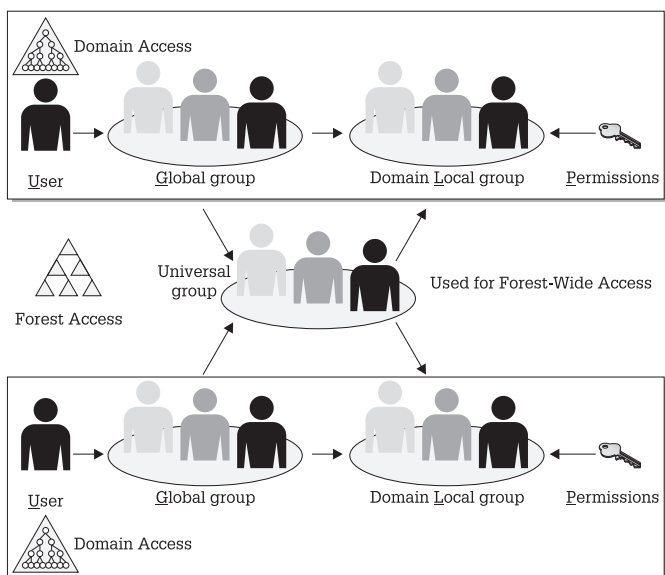 Domain Access
User
Global group
Domain Local group
Permissions
Universal
group
Used for Forest-Wide Access
Forest Access
User
Global group
Domain Local group
Permissions
Domain Access